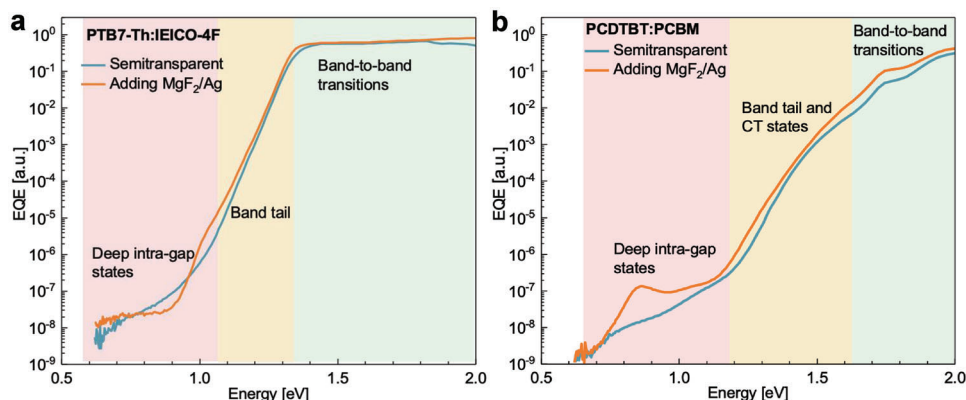 a
PTB7-Th:IEICO-4F
Semitransparent
Adding MgF₂/Ag
Band-to-band
transitions
Deep intra-gap
states
Band tail
EQE [a.u.]
10⁰
10⁻¹
10⁻²
10⁻³
10⁻⁴
10⁻⁵
10⁻⁶
10⁻⁷
10⁻⁸
10⁻⁹
0.5 1.0 1.5 2.0
Energy [eV]
b
PCDTBT:PCBM
Semitransparent
Adding MgF₂/Ag
Band-to-band
transitions
Band tail and
CT states
Deep intra-gap
states
EQE [a.u.]
10⁰
10⁻¹
10⁻²
10⁻³
10⁻⁴
10⁻⁵
10⁻⁶
10⁻⁷
10⁻⁸
10⁻⁹
0.5 1.0 1.5 2.0
Energy [eV]